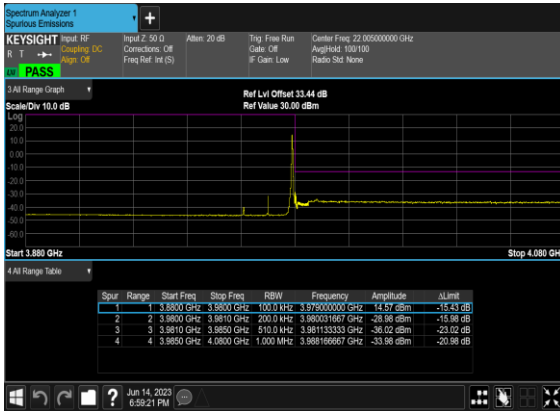 Spectrum Analyzer 1
Spurious Emissions
KEYSIGHT Input: RF Input Z: 50 Ω Atten: 20 dB Trig: Free Run Center Freq: 22.005000000 GHz
R T Coupling: DC Corrections: Off Gate: Off Avg|Hold: 100/100
Align: Off Freq Ref: Int (S) IF Gain: Low Radio Std: None
PASS
3 All Range Graph
Ref Lvl Offset 33.44 dB
Scale/Div 10.0 dB Ref Value 30.00 dBm
Log
20.0
10.0
0.00
-10.0
-20.0
-30.0
-40.0
-50.0
-60.0
Start 3.880 GHz Stop 4.080 GH
4 All Range Table
Spur Range Start Freq Stop Freq RBW Frequency Amplitude ΔLimit
1 1 3.8800 GHz 3.9800 GHz 100.0 kHz 3.979000000 GHz 14.57 dBm -15.43 dB
2 2 3.9800 GHz 3.9810 GHz 200.0 kHz 3.980031667 GHz -28.98 dBm -15.98 dB
3 3 3.9810 GHz 3.9850 GHz 510.0 kHz 3.981133333 GHz -36.02 dBm -23.02 dB
4 4 3.9850 GHz 4.0800 GHz 1.000 MHz 3.988166667 GHz -33.98 dBm -20.98 dB
Jun 14, 2023
6:59:21 PM